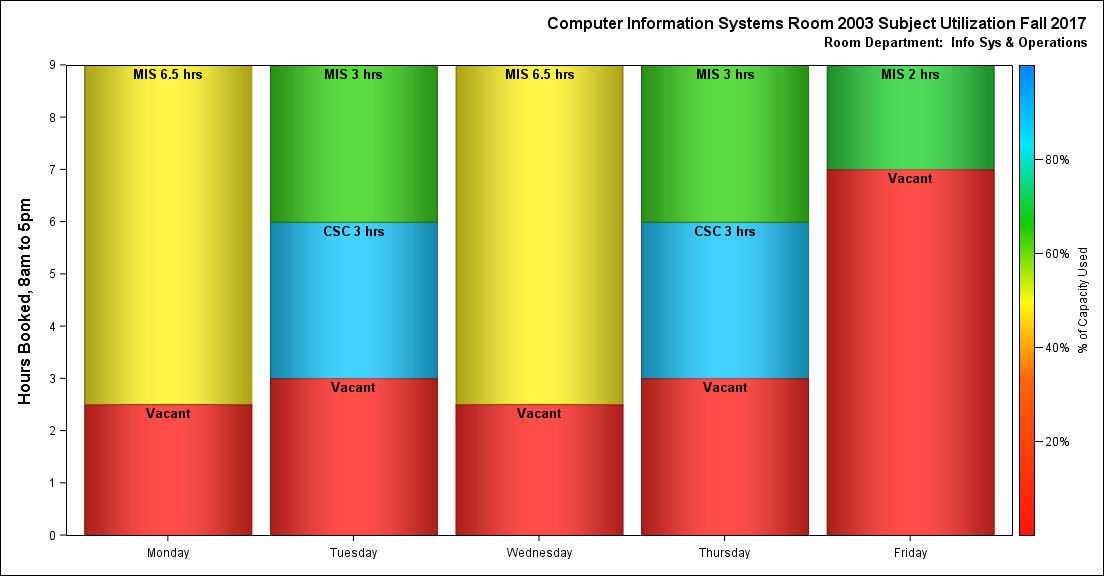 Computer Information Systems Room 2003 Subject Utilization Fall 2017
Room Department:  Info Sys & Operations
Hours Booked, 8am to 5pm
9
8
7
6
5
4
3
2
1
0
MIS 6.5 hrs
Vacant
MIS 3 hrs
CSC 3 hrs
Vacant
MIS 6.5 hrs
Vacant
MIS 3 hrs
CSC 3 hrs
Vacant
MIS 2 hrs
Vacant
Monday
Tuesday
Wednesday
Thursday
Friday
80%
60%
40%
20%
% of Capacity Used